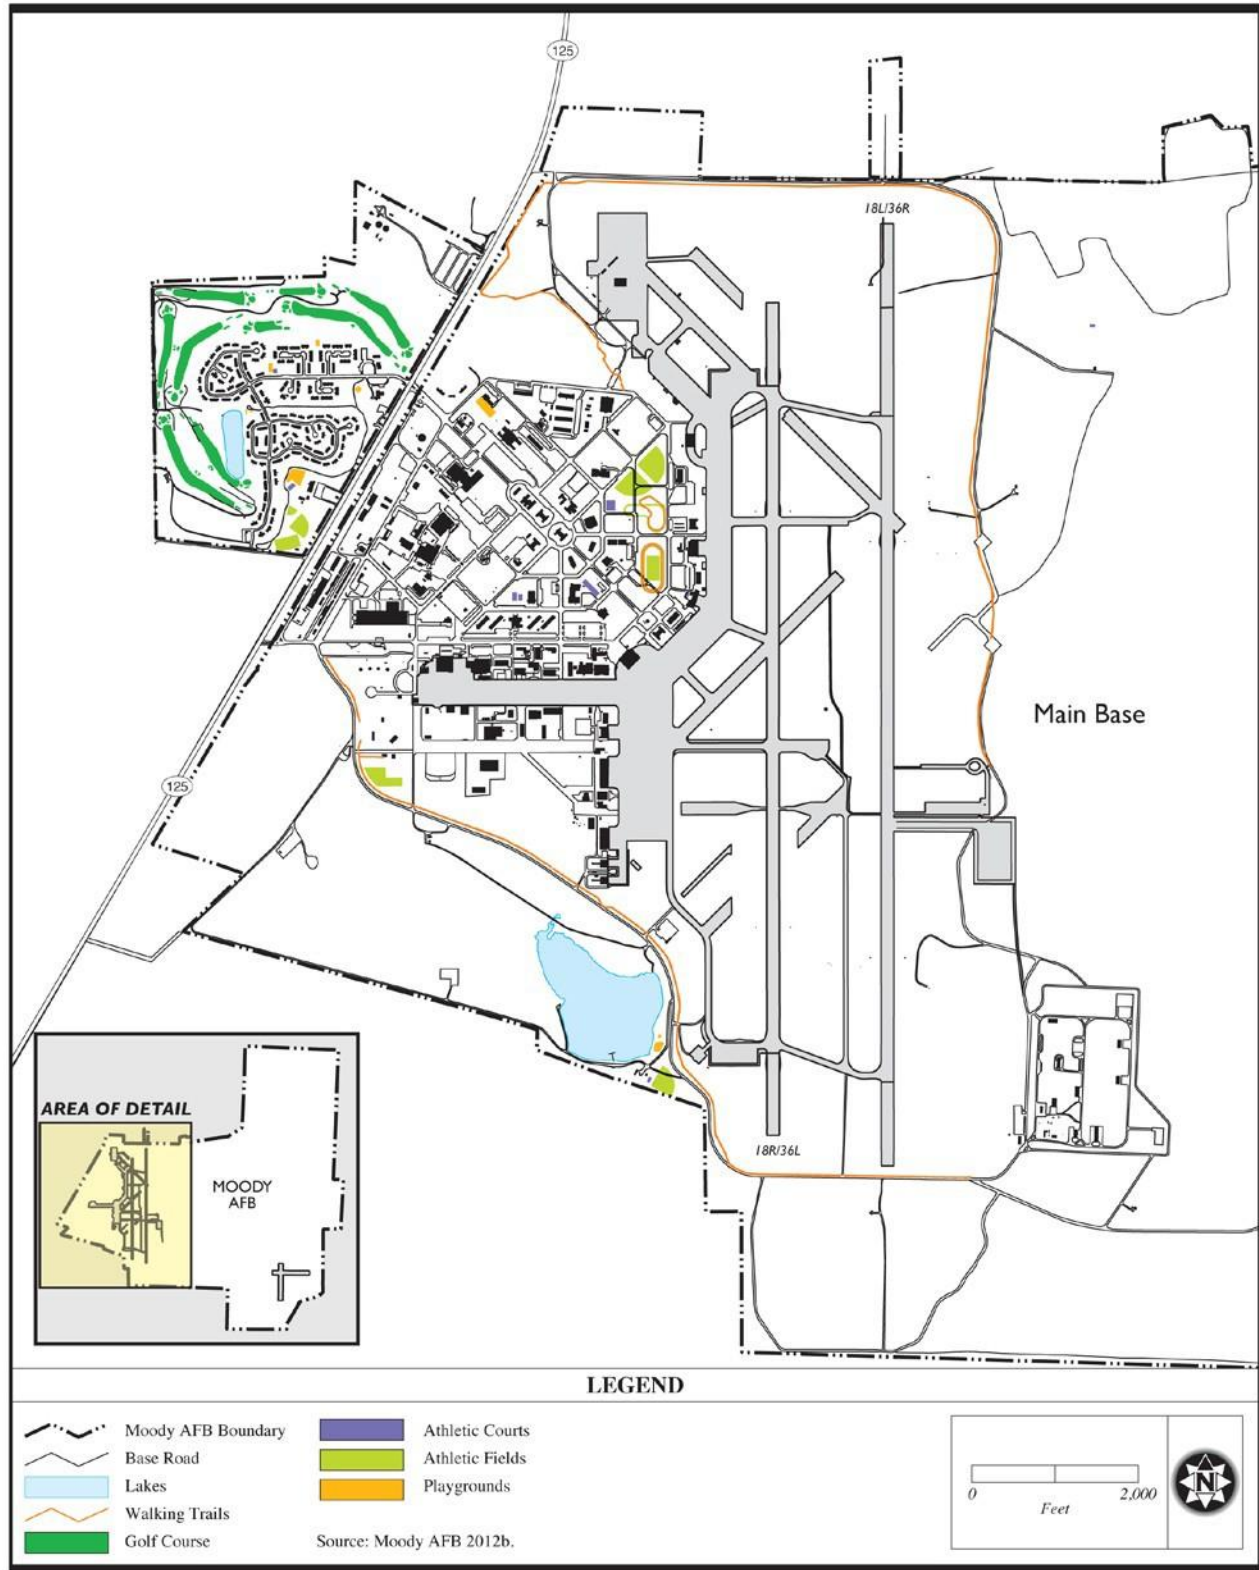 125
18L/36R
Main Base
125
18R/36L
AREA OF DETAIL
MOODY
AFB
LEGEND
Moody AFB Boundary
Base Road
Lakes
Walking Trails
Golf Course
Athletic Courts
Athletic Fields
Playgrounds
Source: Moody AFB 2012b.
0 2,000
Feet
N